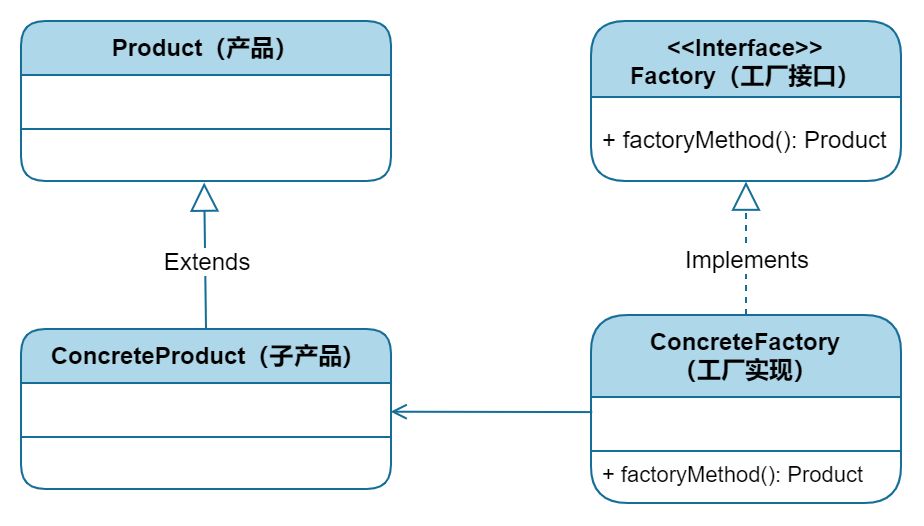 Product（产品）
<<Interface>>
Factory（工厂接口）
+ factoryMethod(): Product
Extends
Implements
ConcreteProduct（子产品）
ConcreteFactory
（工厂实现）
+ factoryMethod(): Product